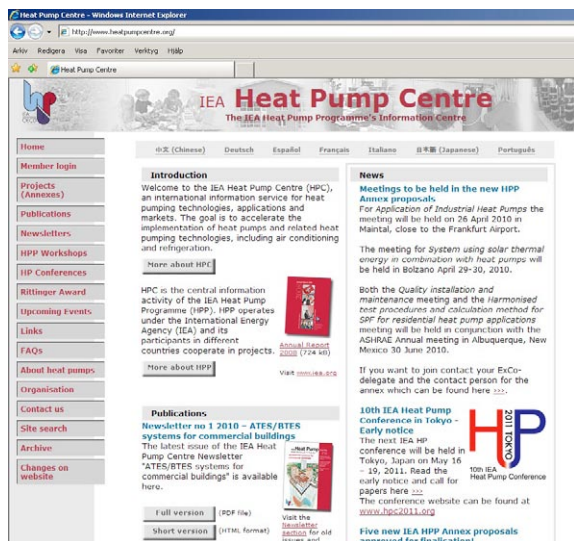 Heat Pump Centre - Windows Internet Explorer
http://www.heatpumpcentre.org/
Arkiv Redigera Visa Favoriter Verktyg Hjälp
Heat Pump Centre
IEA Heat Pump Centre
The IEA Heat Pump Programme's Information Centre
中文 (Chinese) Deutsch Español Français Italiano 日本語 (Japanese) Português
Home
Member login
Projects
(Annexes)
Publications
Newsletters
HPP Workshops
HP Conferences
Rittinger Award
Upcoming Events
Links
FAQs
About heat pumps
Organisation
Contact us
Site search
Archive
Changes on
website
Introduction
Welcome to the IEA Heat Pump Centre (HPC),
an international information service for heat
pumping technologies, applications and
markets. The goal is to accelerate the
implementation of heat pumps and related heat
pumping technologies, including air conditioning
and refrigeration.
More about HPC
HPC is the central information
activity of the IEA Heat Pump
Programme (HPP). HPP operates
under the International Energy
Agency (IEA) and its
participants in different
countries cooperate in projects.
More about HPP
Annual Report
2008 (724 kB)
Visit www.iea.org
Publications
Newsletter no 1 2010 - ATES/BTES
systems for commercial buildings
The latest issue of the IEA Heat
Pump Centre Newsletter
"ATES/BTES systems for
commercial buildings" is available
here.
Full version (PDF file)
Short version (HTML format)
Visit the
Newsletter
section for old
issues and
News
Meetings to be held in the new HPP
Annex proposals
For Application of Industrial Heat Pumps the
meeting will be held on 26 April 2010 in
Maintal, close to the Frankfurt Airport.
The meeting for System using solar thermal
energy in combination with heat pumps will
be held in Bolzano April 29-30, 2010.
Both the Quality installation and
maintenance meeting and the Harmonised
test procedures and calculation method for
SPF for residential heat pump applications
meeting will be held in conjunction with the
ASHRAE Annual meeting in Albuquerque, New
Mexico 30 June 2010.
If you want to join contact your ExCo-
delegate and the contact person for the
annex which can be found here >>>.
10th IEA Heat Pump
Conference in Tokyo -
Early notice
The next IEA HP
conference will be held in
Tokyo, Japan on May 16
- 19, 2011. Read the
early notice and call for
papers here >>>
The conference website can be found at
www.hpc2011.org
HP
2011 TOKYO
10th IEA
Heat Pump Conference
Five new IEA HPP Annex proposals
approved for finalisation!